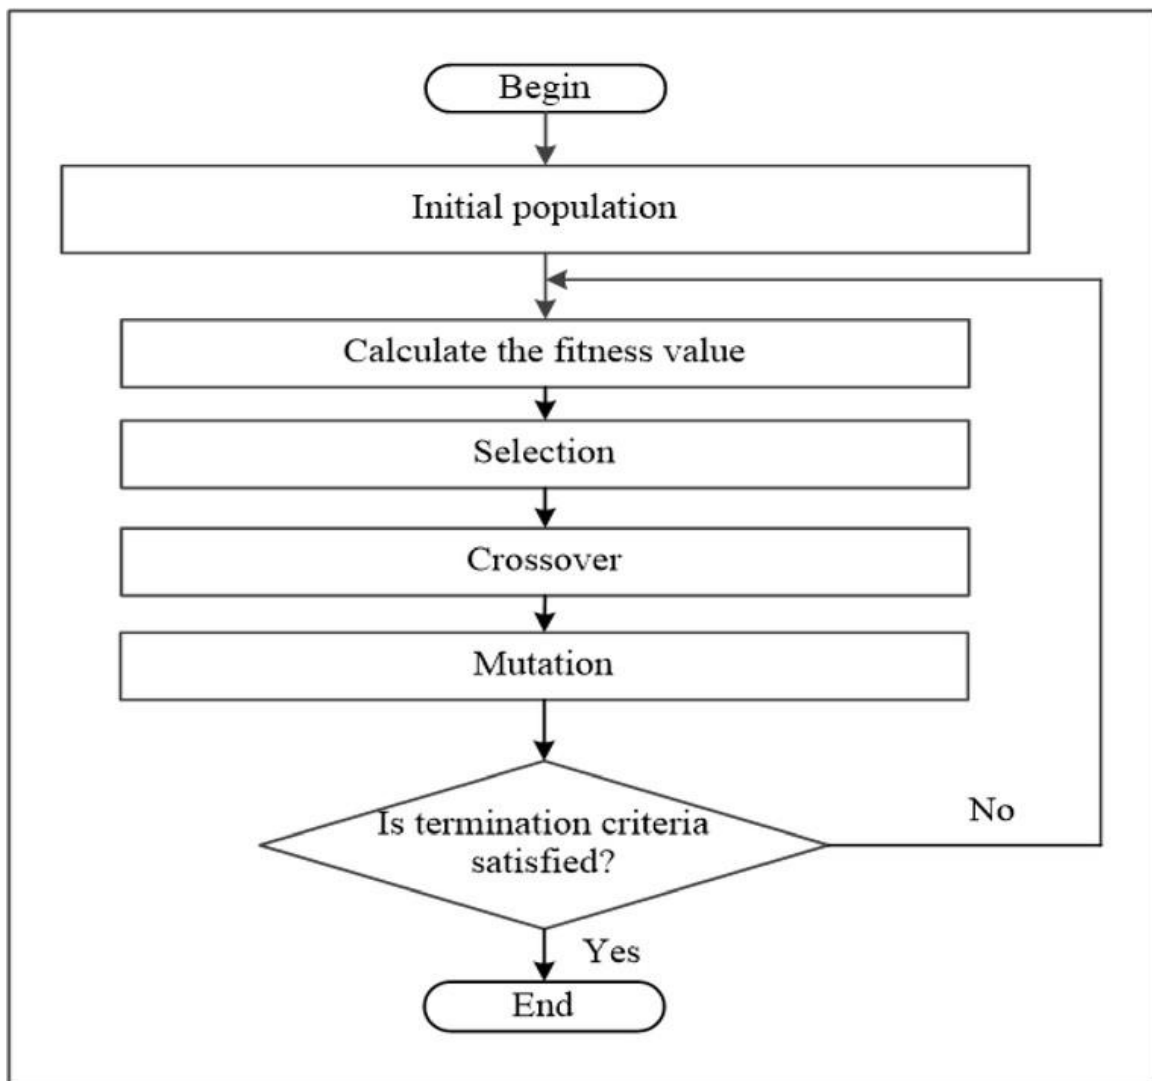 Begin
Initial population
Calculate the fitness value
Selection
Crossover
Mutation
Is termination criteria
satisfied?
No
Yes
End